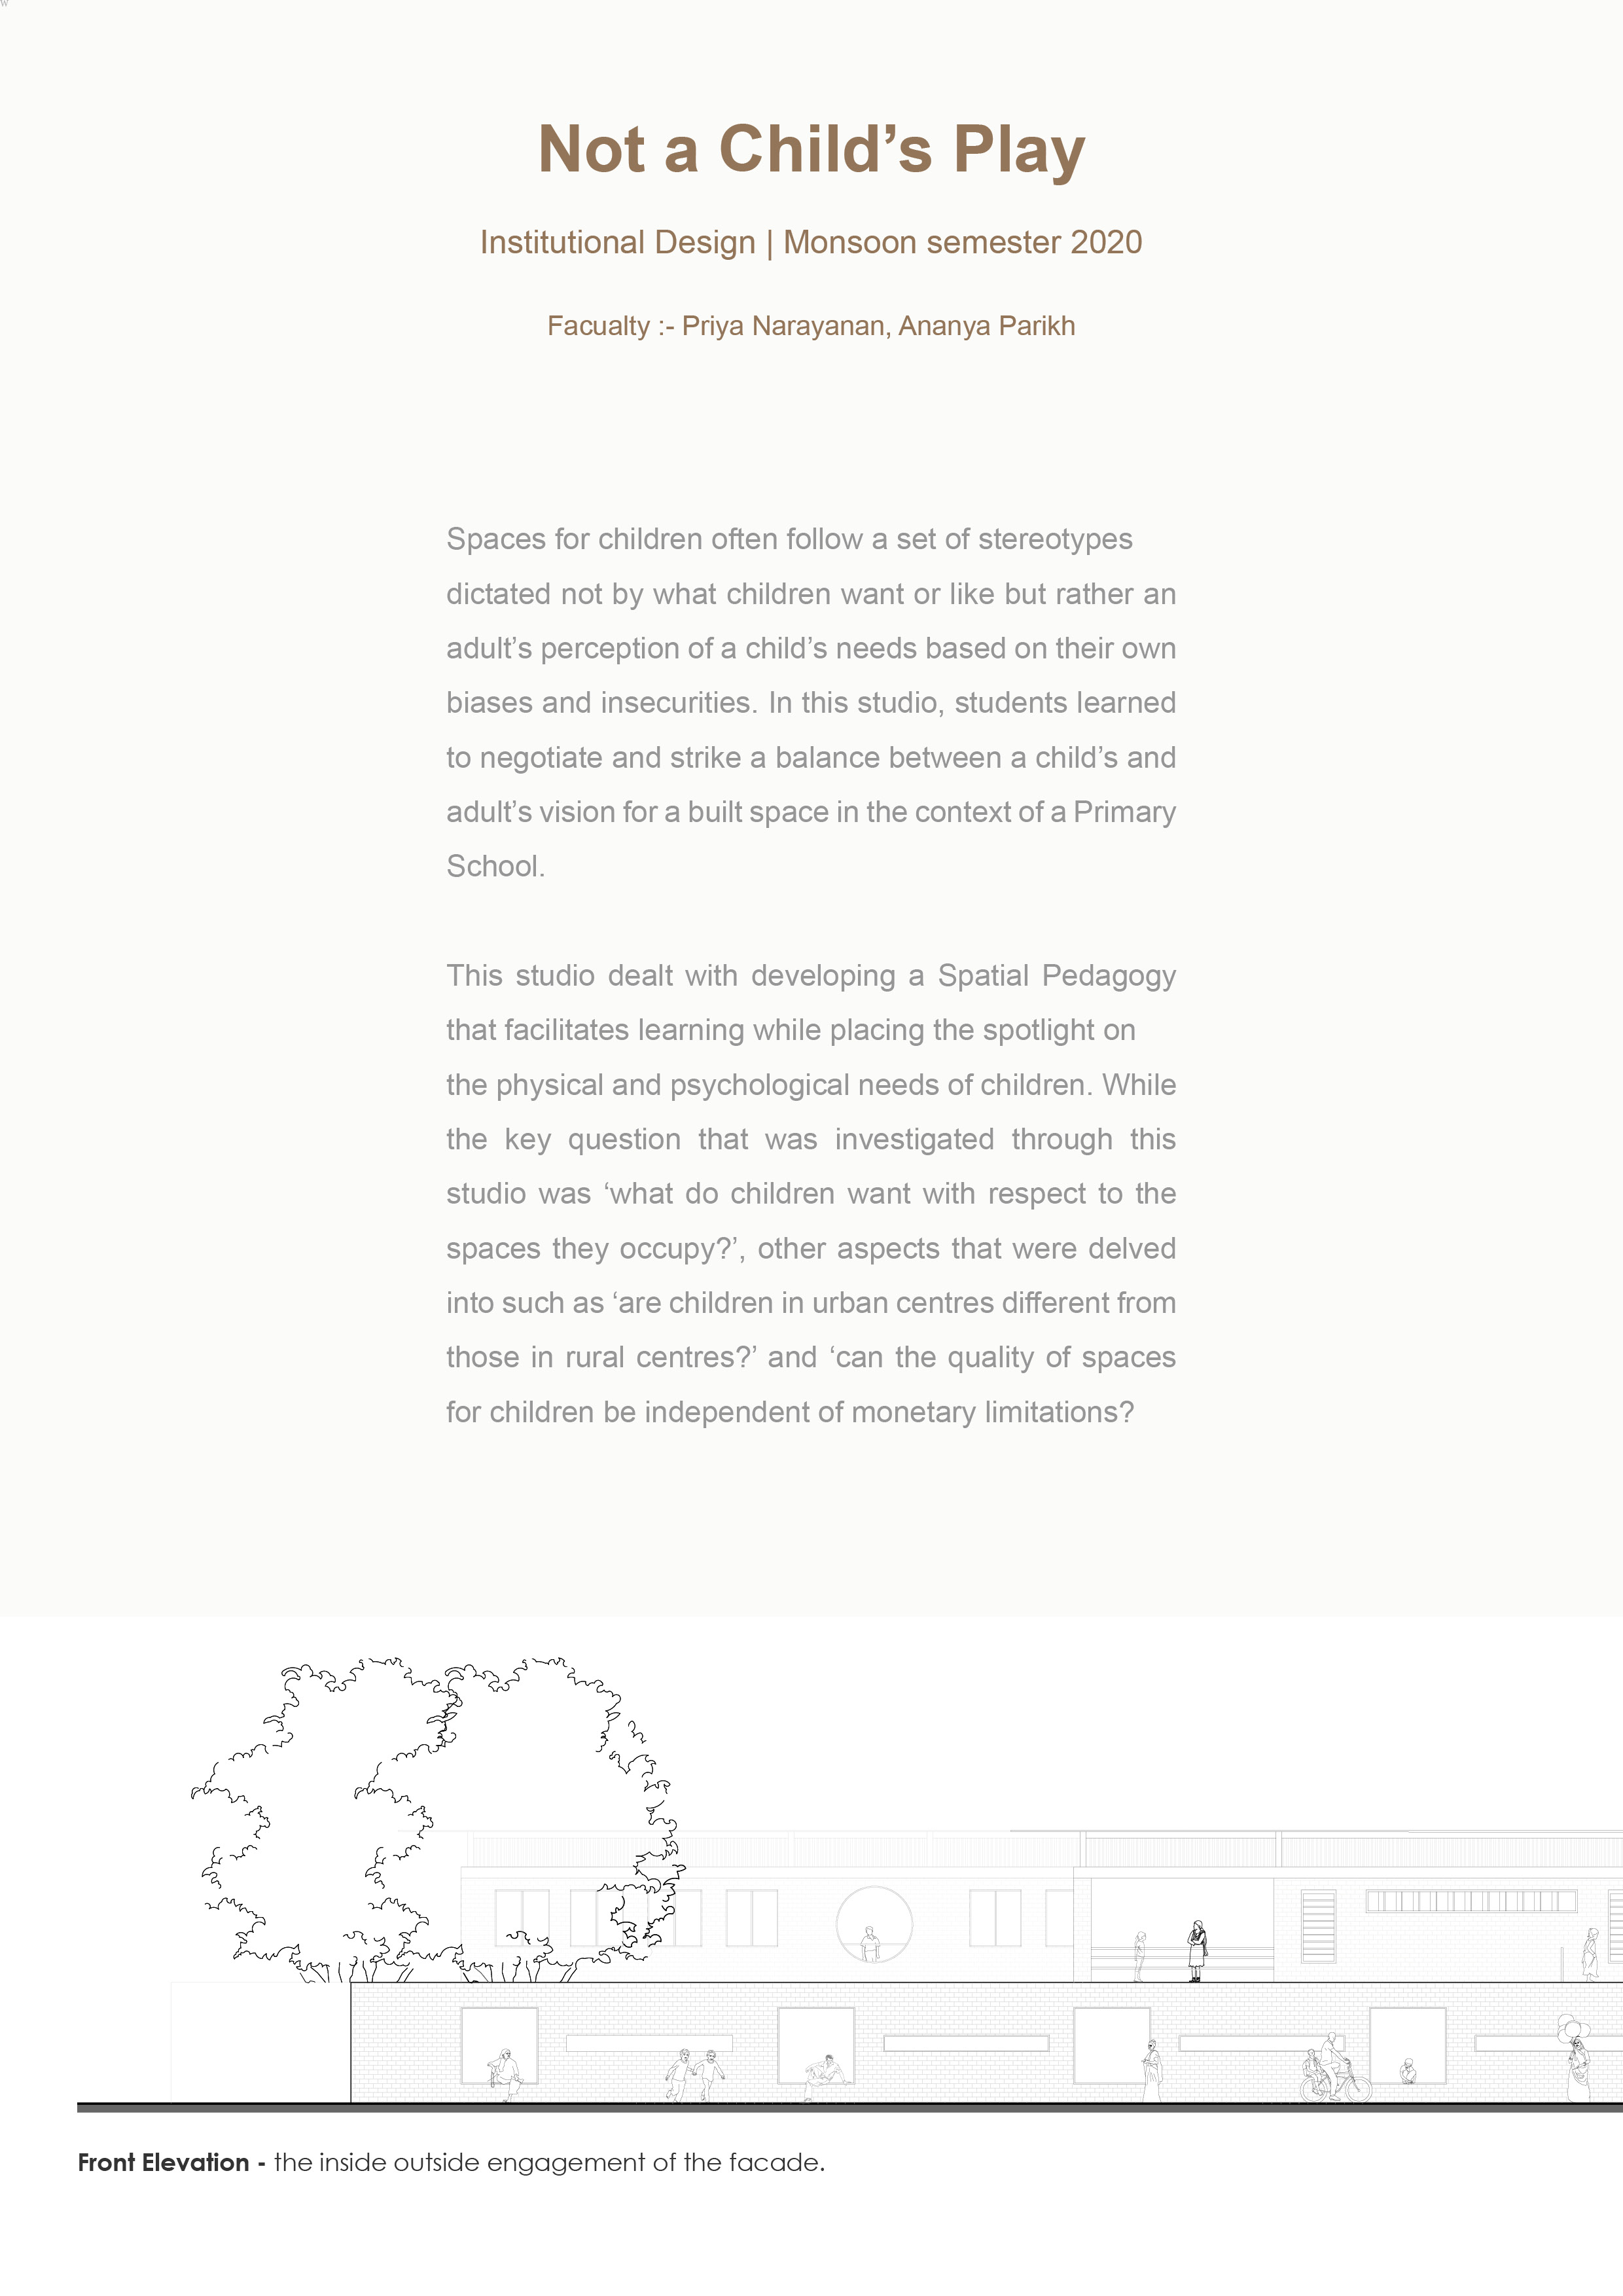 w
Not a Child’s Play
Institutional Design | Monsoon semester 2020
Facualty :- Priya Narayanan, Ananya Parikh
Spaces for children often follow a set of stereotypes
dictated not by what children want or like but rather an
adult’s perception of a child’s needs based on their own
biases and insecurities. In this studio, students learned
to negotiate and strike a balance between a child’s and
adult’s vision for a built space in the context of a Primary
School.
This studio dealt with developing a Spatial Pedagogy
that facilitates learning while placing the spotlight on
the physical and psychological needs of children. While
the key question that was investigated through this
studio was ‘what do children want with respect to the
spaces they occupy?’, other aspects that were delved
into such as ‘are children in urban centres different from
those in rural centres?’ and ‘can the quality of spaces
for children be independent of monetary limitations?
Front Elevation - the inside outside engagement of the facade.